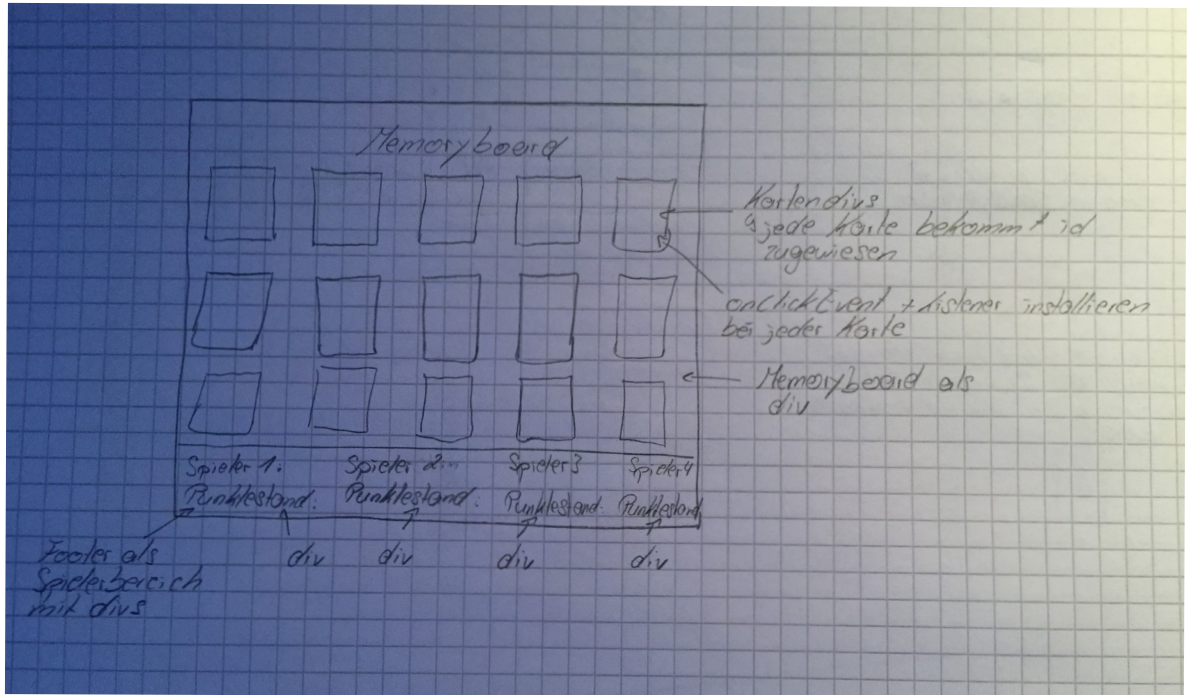 Memoryboard
Kartendivs
↳ jede Karte bekommt id
zugewiesen
onClickEvent + Listener installieren
bei jeder Karte
Memoryboard als
div
Spieler 1: Spieler 2: Spieler 3 Spieler 4
Punktestand: Punktestand: Punktestand: Punktestand
Footer als
Spielerbereich
mit divs
div div div div